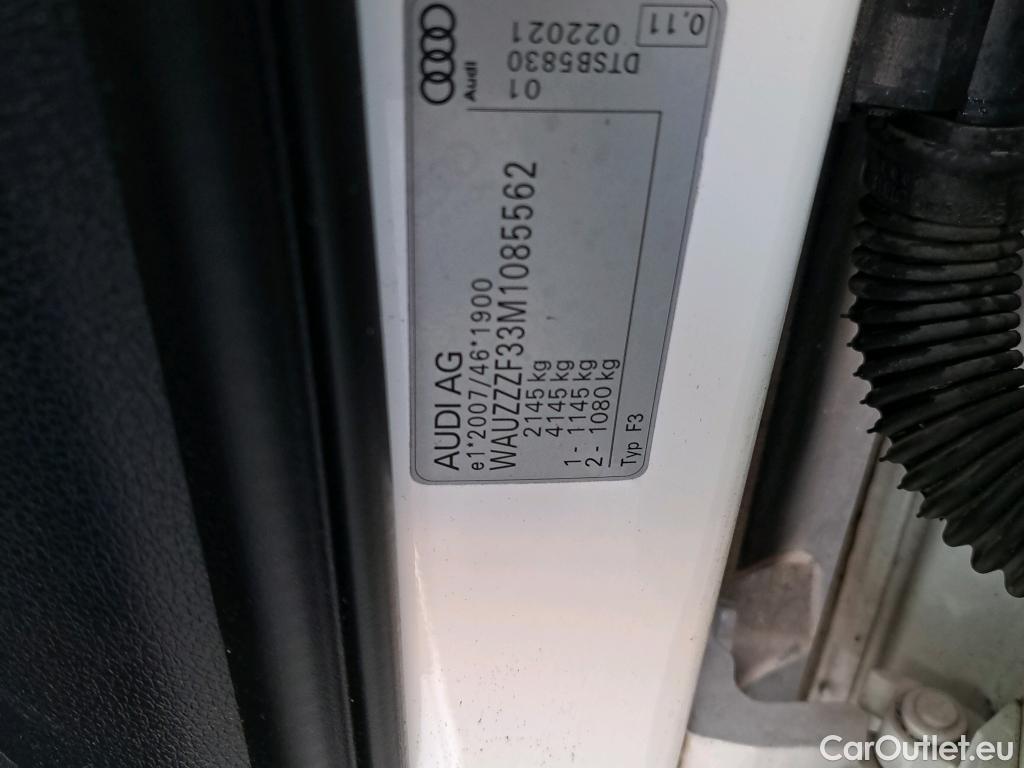 AUDI AG
e1*2007/46*1900
WAUZZZF33M1085562
2145 kg
4145 kg
1 - 1145 kg
2 - 1080 kg
Typ F3
Audi
01
DTSB5830
022021
0.11
CarOutlet.eu